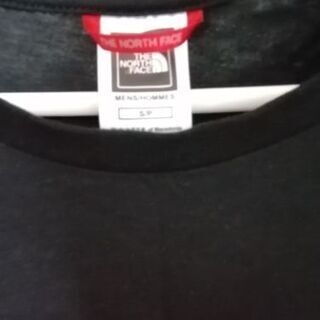 THE NORTH FACE
THE
NORTH
FACE
MENS/HOMMES
S/P